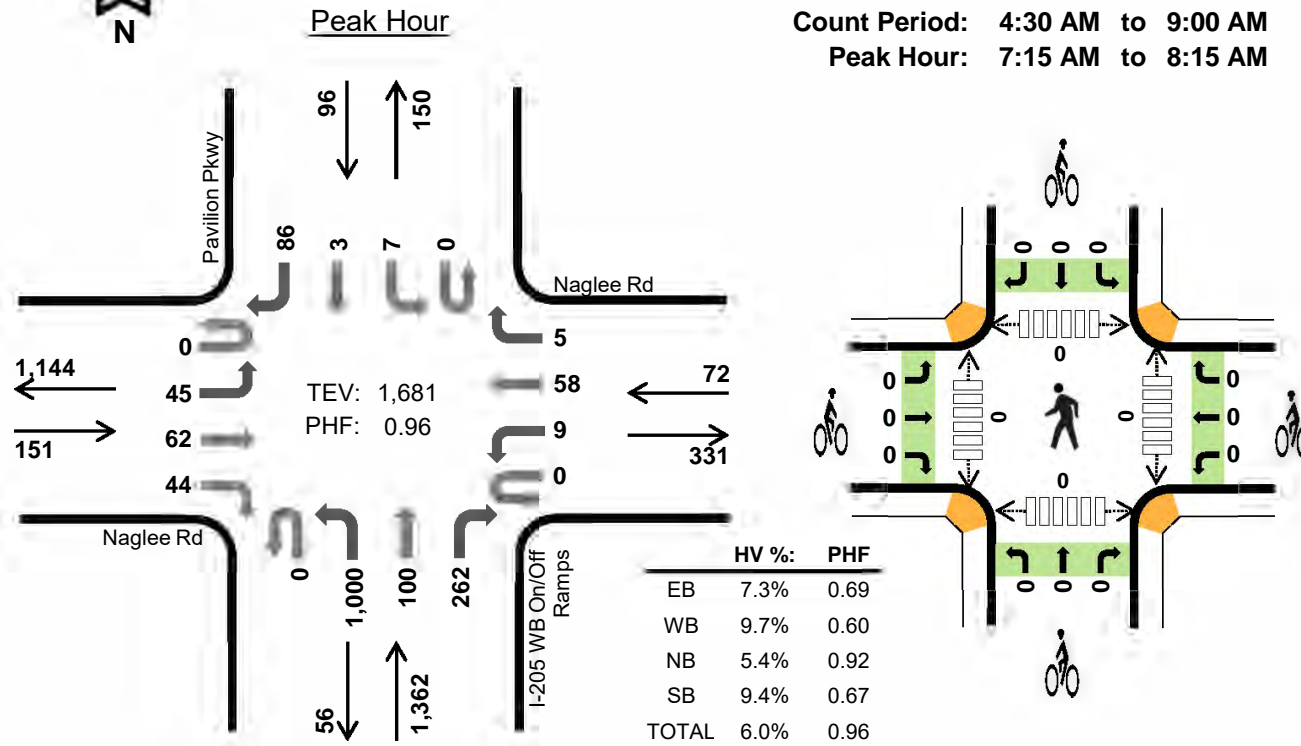 N
Peak Hour
Count Period: 4:30 AM to 9:00 AM
Peak Hour: 7:15 AM to 8:15 AM
96
150
Pavilion Pkwy
86
3
7
0
Naglee Rd
0
45
62
44
1,144
151
TEV: 1,681
PHF: 0.96
5
58
9
0
72
331
Naglee Rd
0
1,000
100
262
I-205 WB On/Off
Ramps
56
1,362
HV %: PHF
EB 7.3% 0.69
WB 9.7% 0.60
NB 5.4% 0.92
SB 9.4% 0.67
TOTAL 6.0% 0.96
0 0 0
0
0
0
0
0
0
0
0
0
0
0 0 0